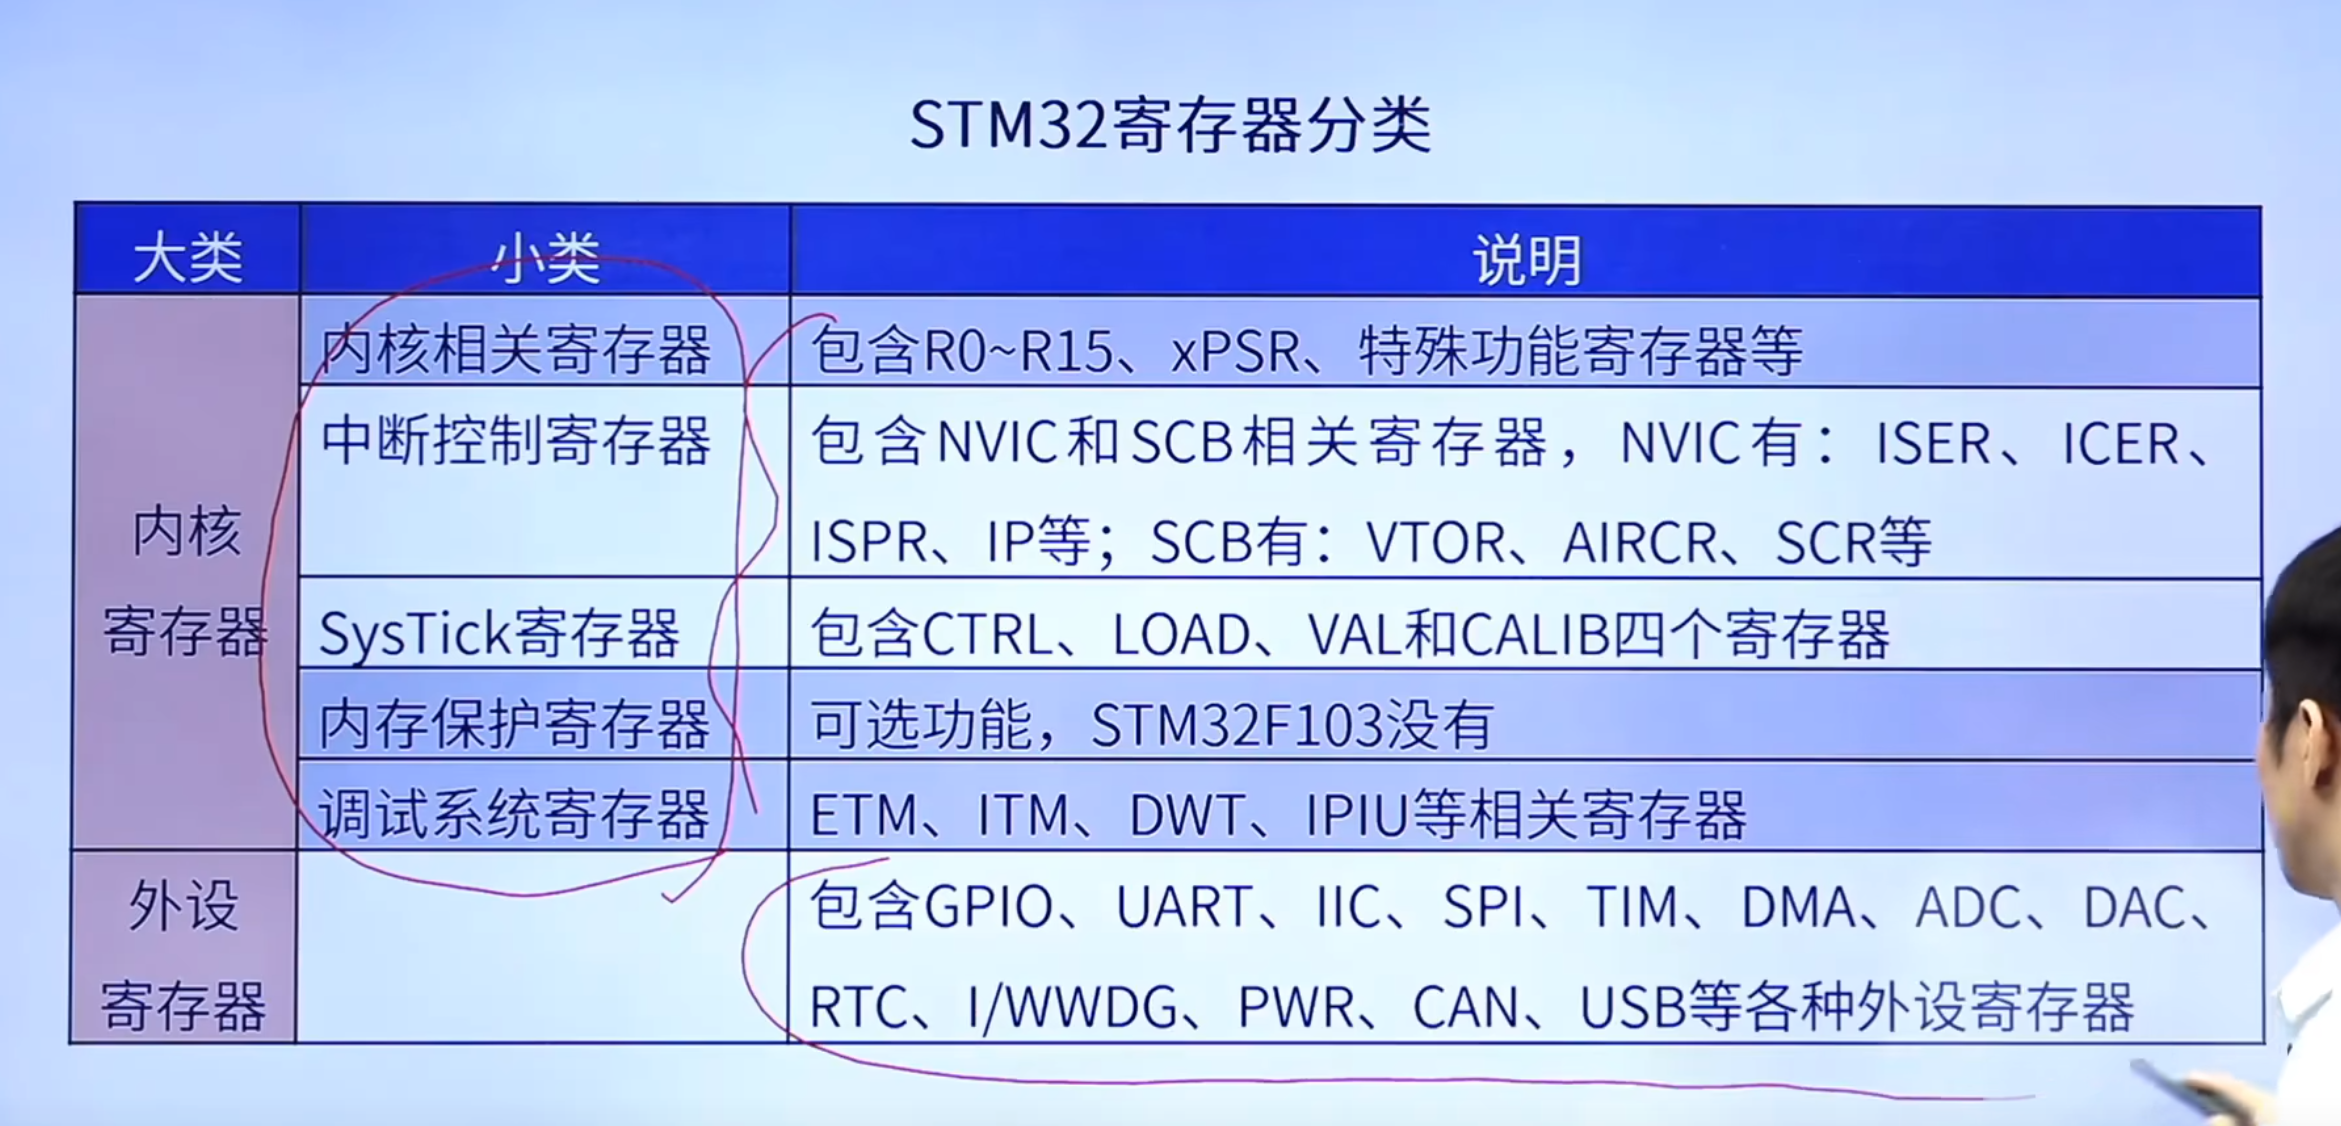 STM32寄存器分类
大类 小类 说明
内核
寄存器
内核相关寄存器 包含R0~R15、xPSR、特殊功能寄存器等
中断控制寄存器 包含NVIC和SCB相关寄存器，NVIC有：ISER、ICER、
ISPR、IP等；SCB有：VTOR、AIRCR、SCR等
SysTick寄存器 包含CTRL、LOAD、VAL和CALIB四个寄存器
内存保护寄存器 可选功能，STM32F103没有
调试系统寄存器 ETM、ITM、DWT、IPIU等相关寄存器
外设 包含GPIO、UART、IIC、SPI、TIM、DMA、ADC、DAC、
寄存器 RTC、I/WWDG、PWR、CAN、USB等各种外设寄存器